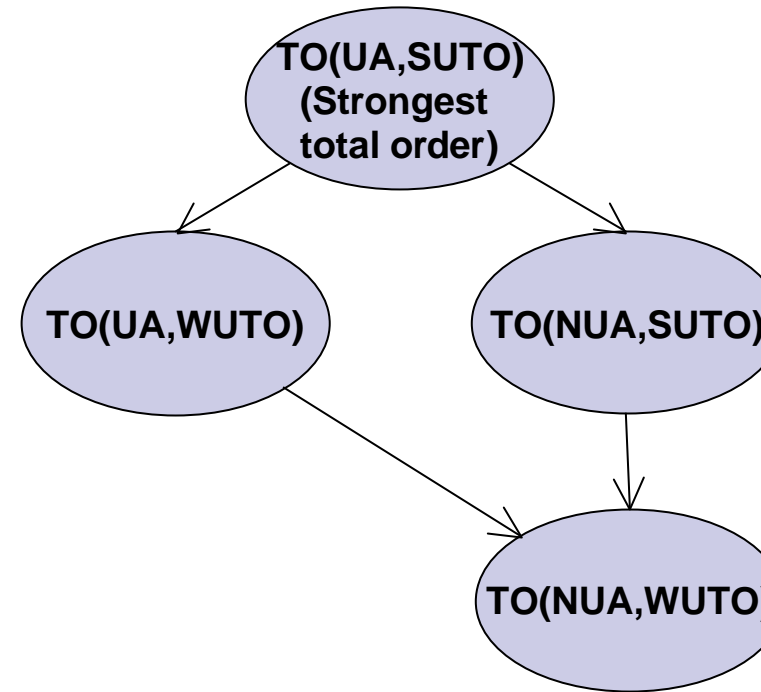 TO(UA,SUTO)
(Strongest
total order)
TO(UA,WUTO)
TO(NUA,SUTO)
TO(NUA,WUTO)